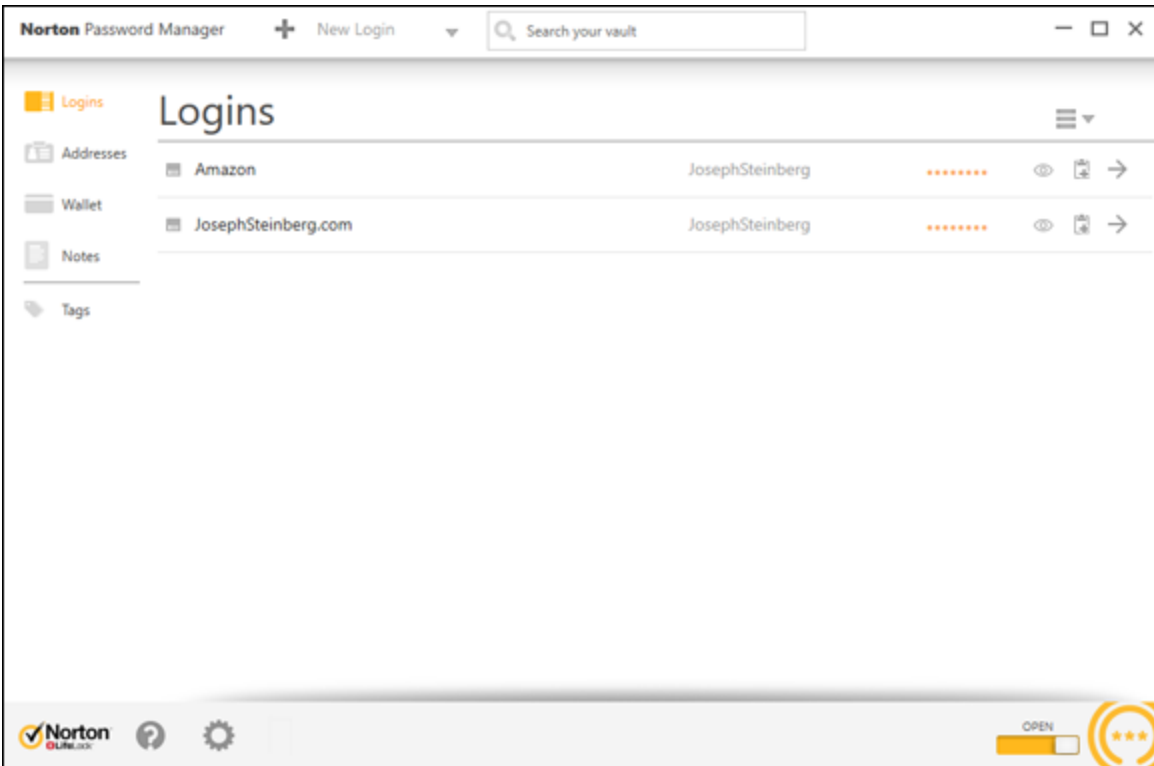 Norton Password Manager New Login Search your vault
Logins
Logins
Addresses
Wallet
Notes
Tags
Amazon JosephSteinberg ........
JosephSteinberg.com JosephSteinberg ........
Norton
LifeLock
OPEN
***